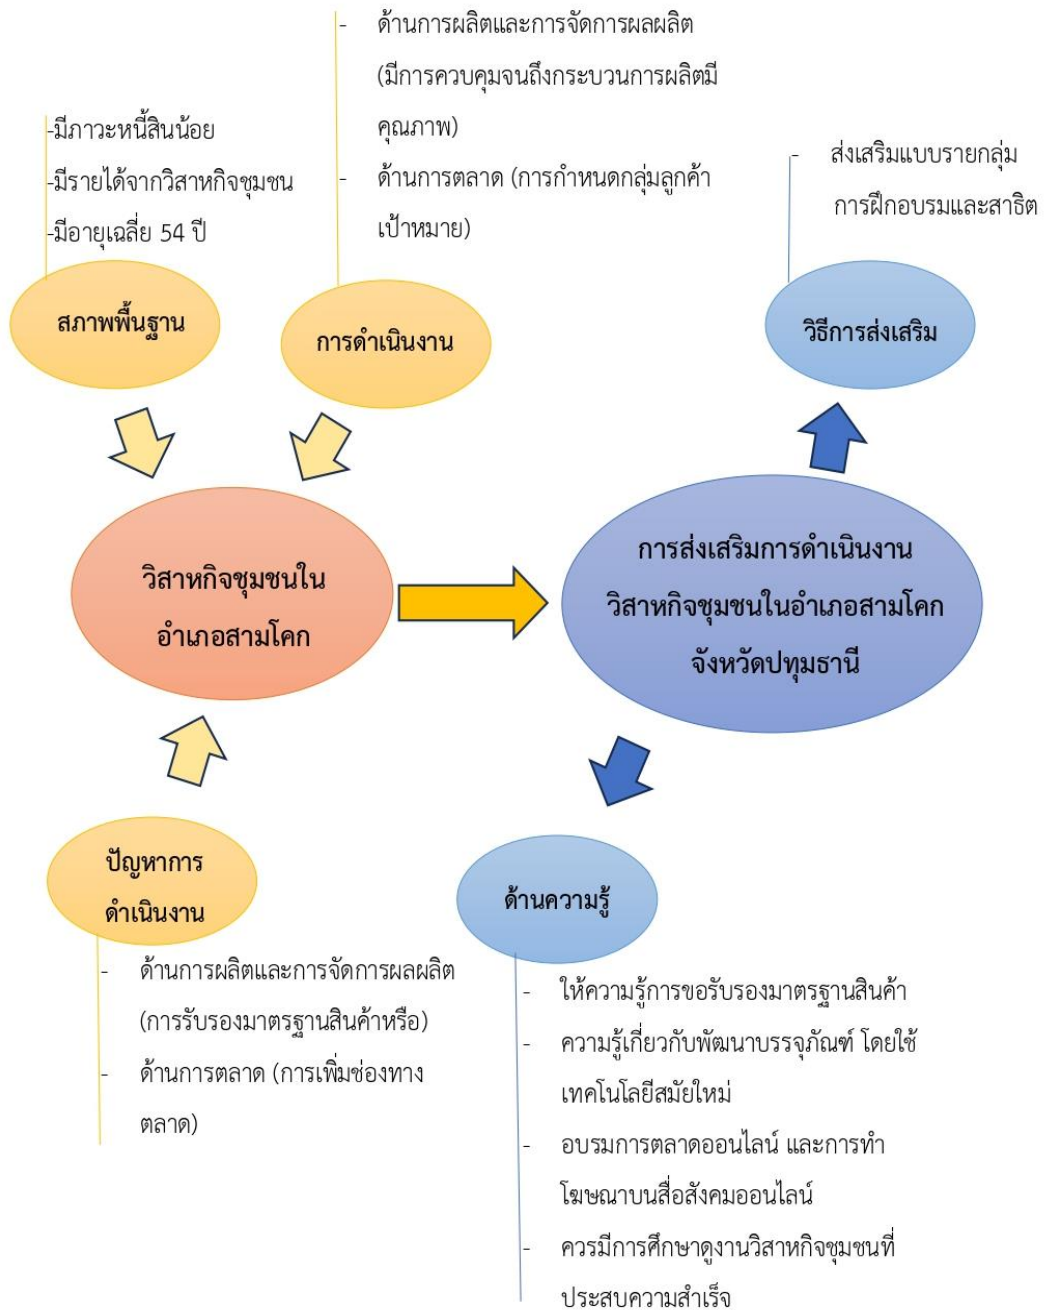 - ด้านการผลิตและการจัดการผลผลิต
(มีการควบคุมจนถึงกระบวนการผลิตมี
คุณภาพ)
- ด้านการตลาด (การกำหนดกลุ่มลูกค้า
เป้าหมาย)
-มีภาวะหนี้สินน้อย
-มีรายได้จากวิสาหกิจชุมชน
-มีอายุเฉลี่ย 54 ปี
- ส่งเสริมแบบรายกลุ่ม
การฝึกอบรมและสาธิต
สภาพพื้นฐาน
การดำเนินงาน
วิธีการส่งเสริม
วิสาหกิจชุมชนใน
อำเภอสามโคก
การส่งเสริมการดำเนินงาน
วิสาหกิจชุมชนในอำเภอสามโคก
จังหวัดปทุมธานี
ปัญหาการ
ดำเนินงาน
- ด้านการผลิตและการจัดการผลผลิต
(การรับรองมาตรฐานสินค้าหรือ)
- ด้านการตลาด (การเพิ่มช่องทาง
ตลาด)
ด้านความรู้
- ให้ความรู้การขอรับรองมาตรฐานสินค้า
- ความรู้เกี่ยวกับพัฒนาบรรจุภัณฑ์ โดยใช้
เทคโนโลยีสมัยใหม่
- อบรมการตลาดออนไลน์ และการทำ
โฆษณาบนสื่อสังคมออนไลน์
- ควรมีการศึกษาดูงานวิสาหกิจชุมชนที่
ประสบความสำเร็จ